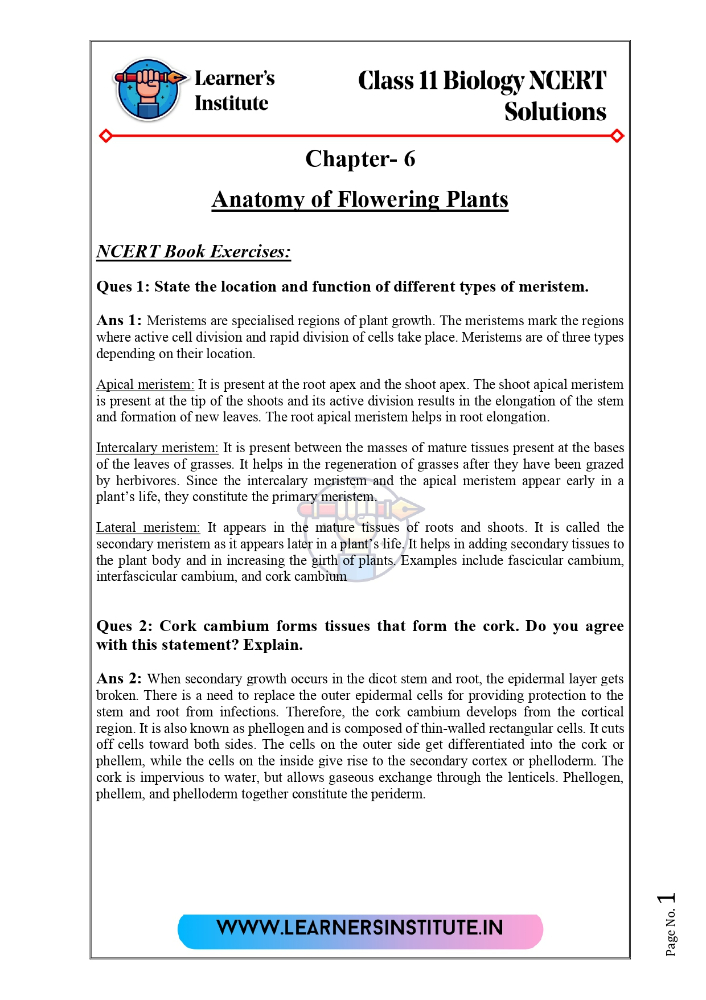 Learner's
Institute
Class 11 Biology NCERT
Solutions
Chapter- 6
Anatomy of Flowering Plants
NCERT Book Exercises:
Ques 1: State the location and function of different types of meristem.
Ans 1: Meristems are specialised regions of plant growth. The meristems mark the regions
where active cell division and rapid division of cells take place. Meristems are of three types
depending on their location.
Apical meristem: It is present at the root apex and the shoot apex. The shoot apical meristem
is present at the tip of the shoots and its active division results in the elongation of the stem
and formation of new leaves. The root apical meristem helps in root elongation.
Intercalary meristem: It is present between the masses of mature tissues present at the bases
of the leaves of grasses. It helps in the regeneration of grasses after they have been grazed
by herbivores. Since the intercalary meristem and the apical meristem appear early in a
plant's life, they constitute the primary meristem.
Lateral meristem: It appears in the mature tissues of roots and shoots. It is called the
secondary meristem as it appears later in a plant's life. It helps in adding secondary tissues to
the plant body and in increasing the girth of plants. Examples include fascicular cambium,
interfascicular cambium, and cork cambium
Ques 2: Cork cambium forms tissues that form the cork. Do you agree
with this statement? Explain.
Ans 2: When secondary growth occurs in the dicot stem and root, the epidermal layer gets
broken. There is a need to replace the outer epidermal cells for providing protection to the
stem and root from infections. Therefore, the cork cambium develops from the cortical
region. It is also known as phellogen and is composed of thin-walled rectangular cells. It cuts
off cells toward both sides. The cells on the outer side get differentiated into the cork or
phellem, while the cells on the inside give rise to the secondary cortex or phelloderm. The
cork is impervious to water, but allows gaseous exchange through the lenticels. Phellogen,
phellem, and phelloderm together constitute the periderm.
WWW.LEARNERSINSTITUTE.IN
Page No. 1